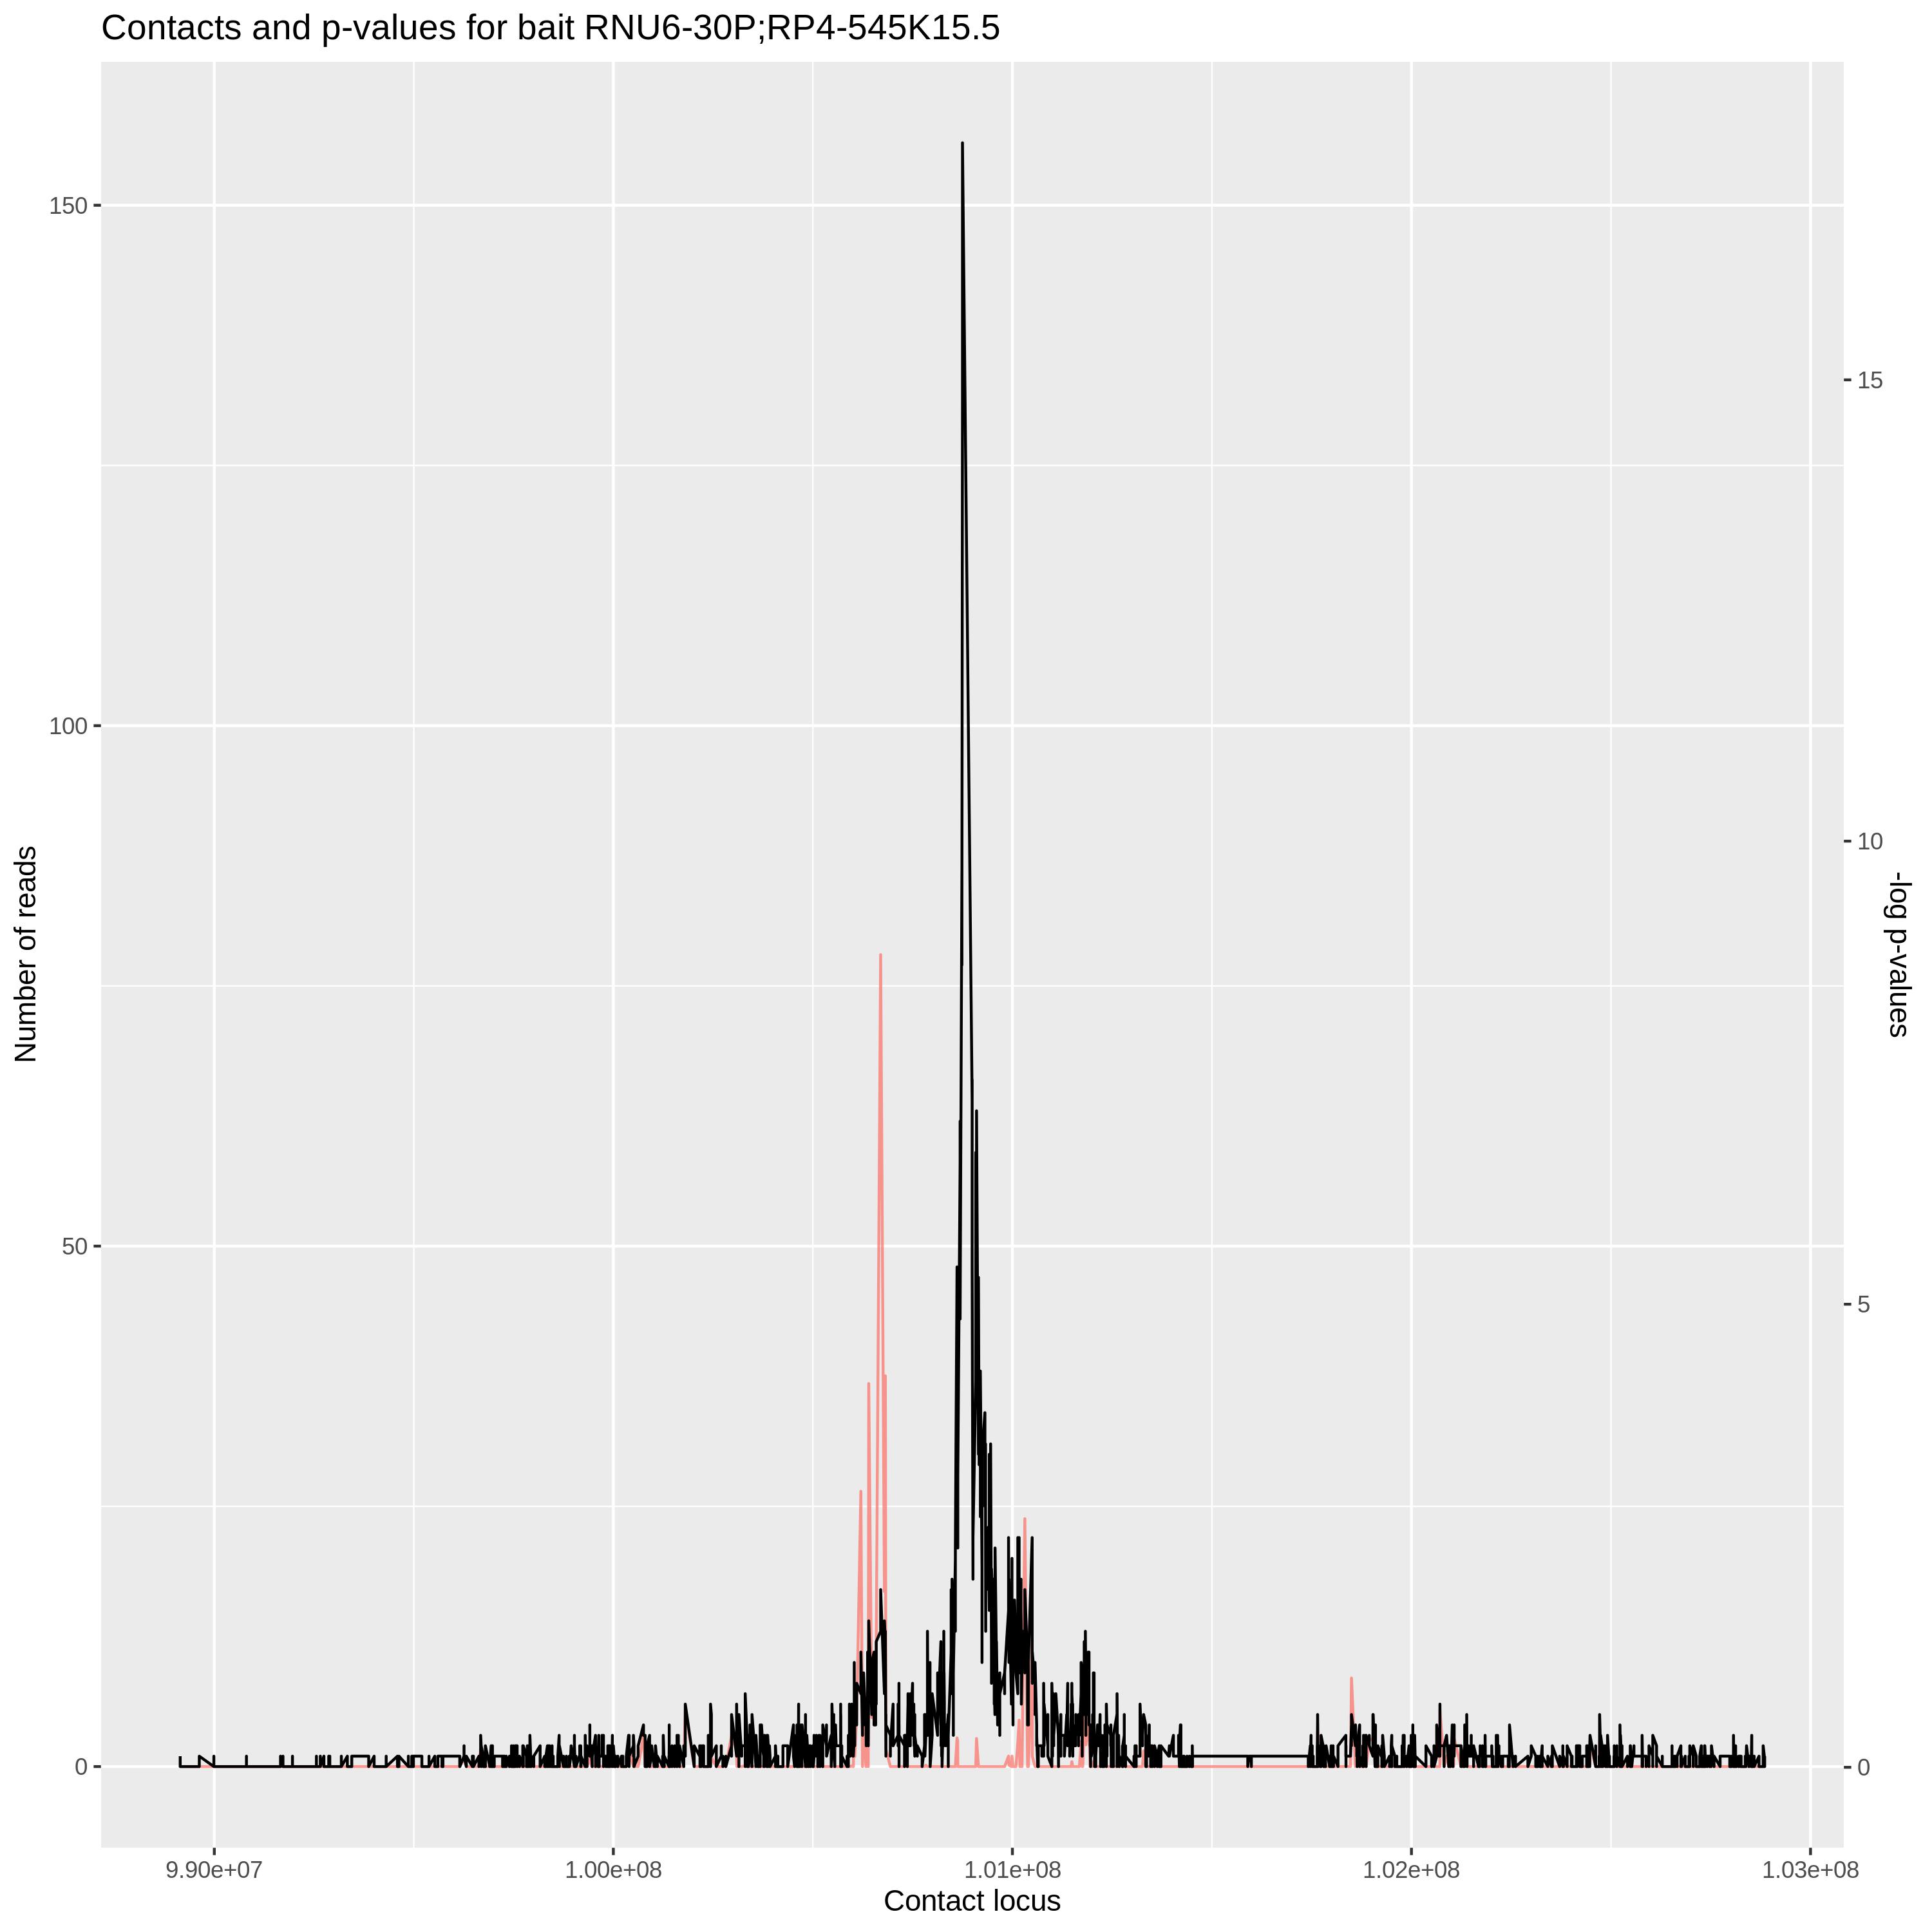 Contacts and p-values for bait RNU6-30P;RP4-545K15.5
150
100
50
0
Number of reads
15
10
5
0
-log p-values
9.90e+07
1.00e+08
1.01e+08
1.02e+08
1.03e+08
Contact locus